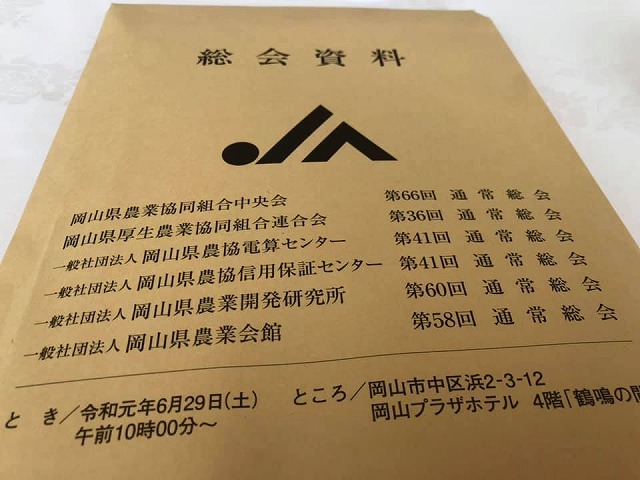 総会資料
岡山県農業協同組合中央会 第66回 通常総会
岡山県厚生農業協同組合連合会 第36回 通常総会
一般社団法人 岡山県農協電算センター 第41回 通常総会
一般社団法人 岡山県農協信用保証センター 第41回 通常総会
一般社団法人 岡山県農業開発研究所 第60回 通常総会
一般社団法人 岡山県農業会館 第58回 通常総会
とき／令和元年6月29日(土) ところ／岡山市中区浜2-3-12
午前10時00分～ 岡山プラザホテル 4階「鶴鳴の間